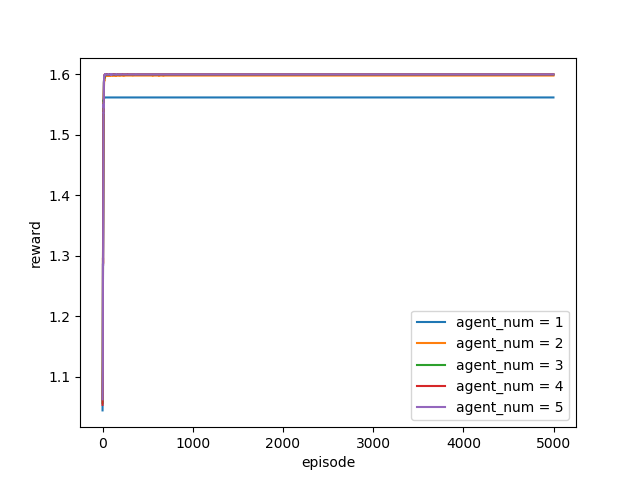 1.6
1.5
1.4
1.3
1.2
1.1
reward
0 1000 2000 3000 4000 5000
episode
agent_num = 1
agent_num = 2
agent_num = 3
agent_num = 4
agent_num = 5